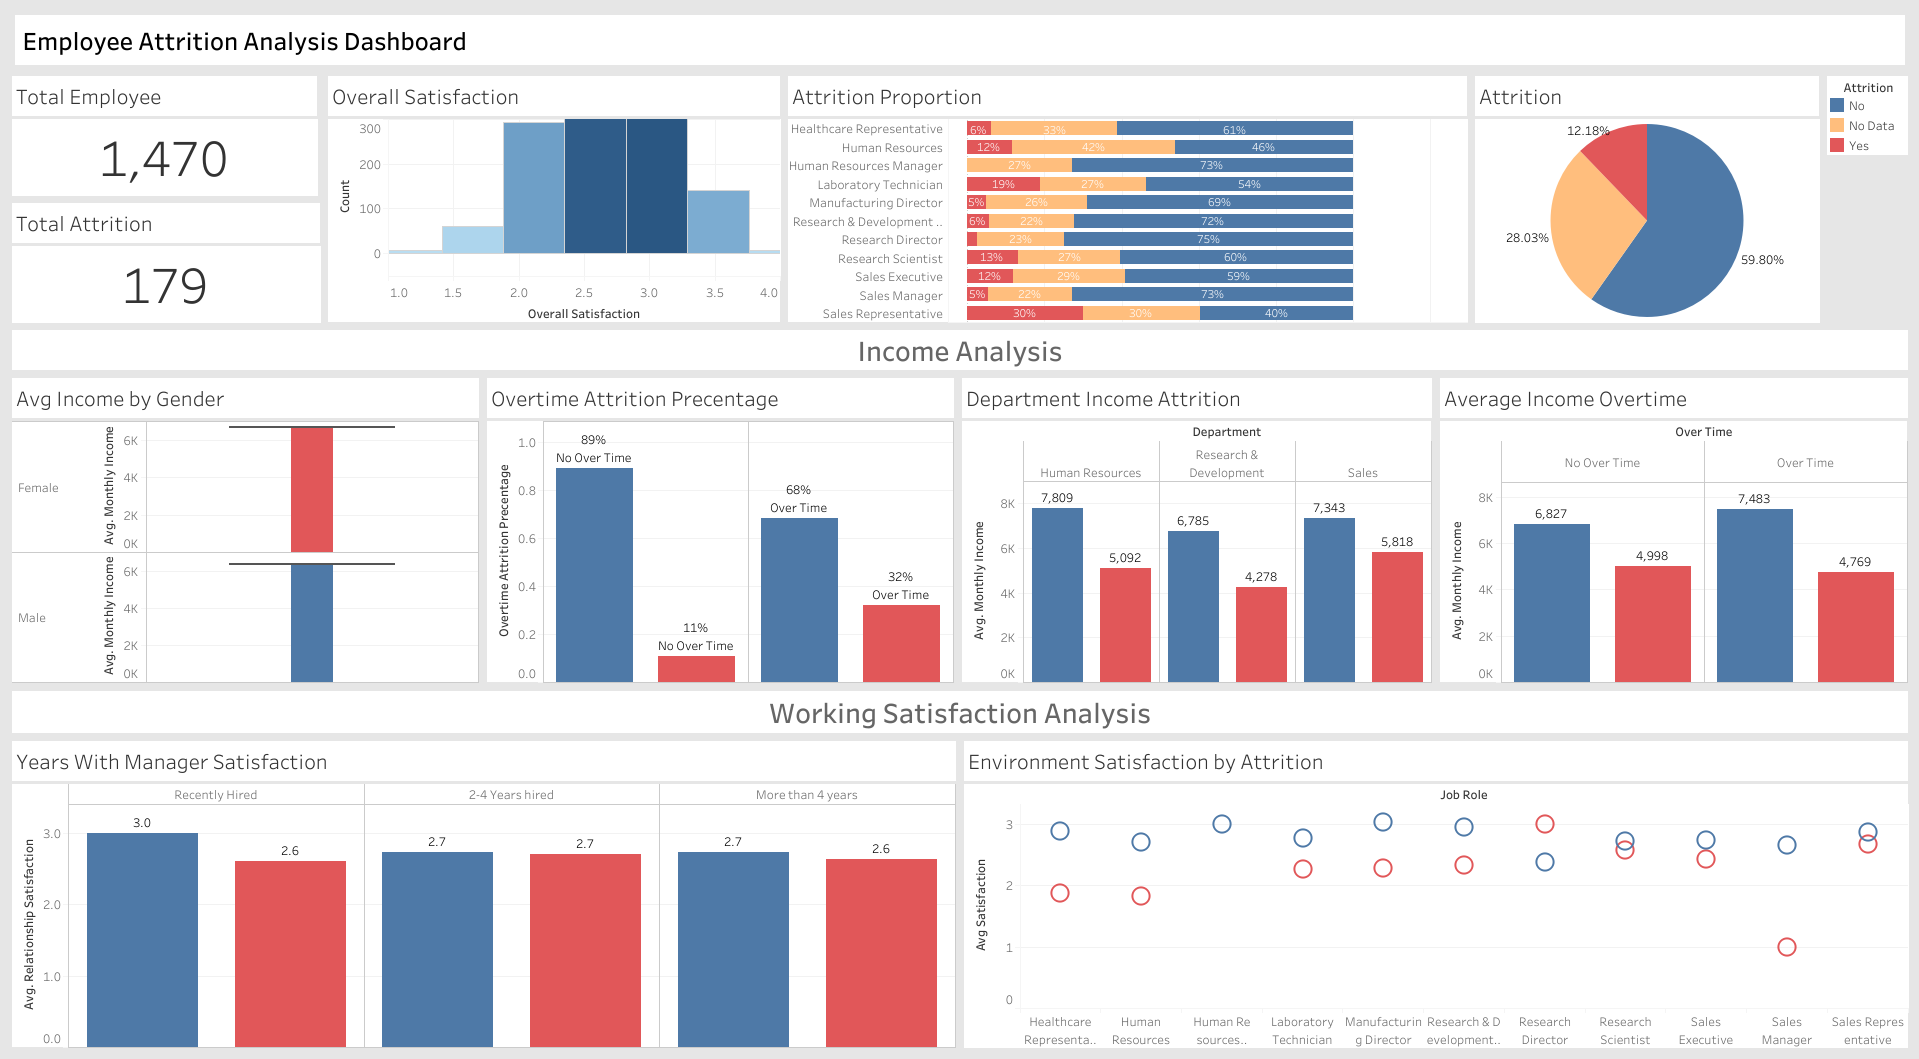 Employee Attrition Analysis Dashboard
Total Employee
1,470
Total Attrition
179
Overall Satisfaction
Count
300
200
100
0
1.0 1.5 2.0 2.5 3.0 3.5 4.0
Overall Satisfaction
Attrition Proportion
Healthcare Representative 6% 33% 61%
Human Resources 12% 42% 46%
Human Resources Manager 27% 73%
Laboratory Technician 19% 27% 54%
Manufacturing Director 5% 26% 69%
Research & Development .. 6% 22% 72%
Research Director 23% 75%
Research Scientist 13% 27% 60%
Sales Executive 12% 29% 59%
Sales Manager 5% 22% 73%
Sales Representative 30% 30% 40%
Attrition
12.18%
28.03%
59.80%
Attrition
No
No Data
Yes
Income Analysis
Avg Income by Gender
Female
Avg. Monthly Income
6K
4K
2K
0K
Male
Avg. Monthly Income
6K
4K
2K
0K
Overtime Attrition Precentage
Overtime Attrition Precentage
1.0
0.8
0.6
0.4
0.2
0.0
89%
No Over Time
11%
No Over Time
68%
Over Time
32%
Over Time
Department Income Attrition
Department
Human Resources
Research &
Development
Sales
Avg. Monthly Income
8K
6K
4K
2K
0K
7,809
5,092
6,785
4,278
7,343
5,818
Average Income Overtime
Over Time
No Over Time
Over Time
Avg. Monthly Income
8K
6K
4K
2K
0K
6,827
4,998
7,483
4,769
Working Satisfaction Analysis
Years With Manager Satisfaction
Recently Hired
2-4 Years hired
More than 4 years
Avg. Relationship Satisfaction
3.0
2.0
1.0
0.0
3.0
2.6
2.7
2.7
2.7
2.6
Environment Satisfaction by Attrition
Job Role
Avg Satisfaction
3
2
1
0
Healthcare
Representa..
Human
Resources
Human Re
sources..
Laboratory
Technician
Manufacturin
g Director
Research & D
evelopment..
Research
Director
Research
Scientist
Sales
Executive
Sales
Manager
Sales Repres
entative